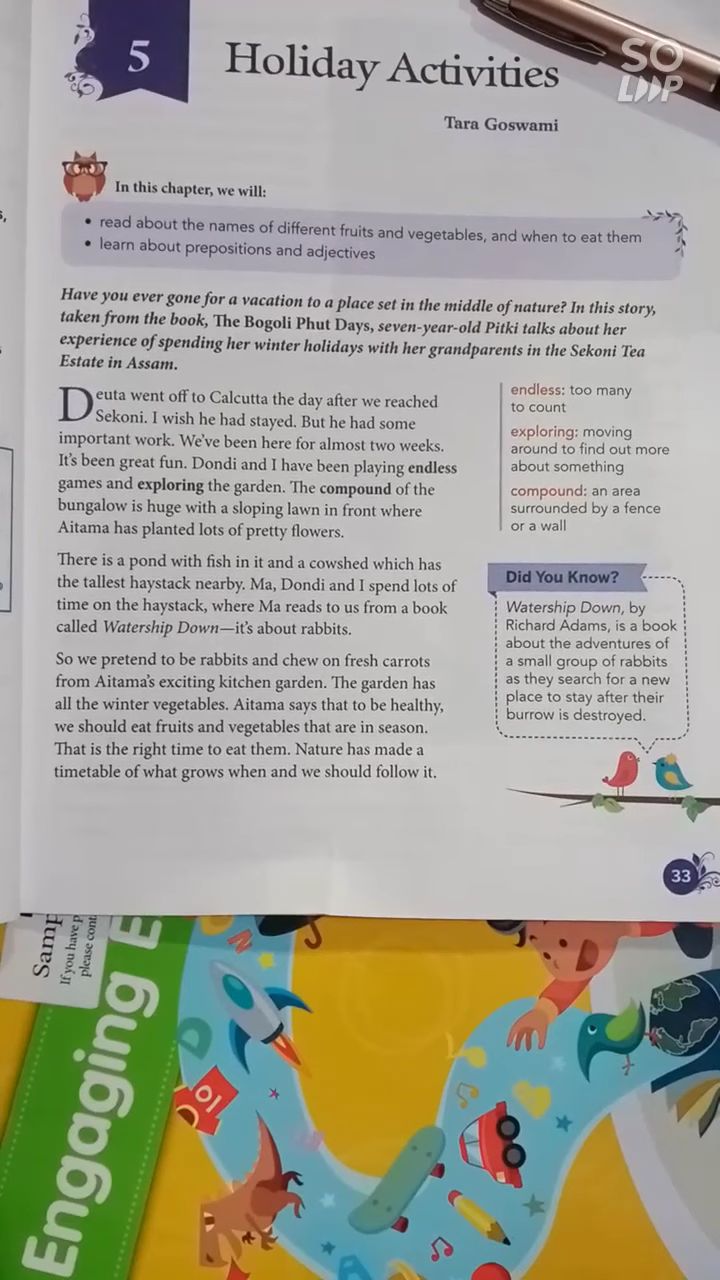 SO
LOOP
5
Holiday Activities
Tara Goswami
In this chapter, we will:
• read about the names of different fruits and vegetables, and when to eat them
• learn about prepositions and adjectives
Have you ever gone for a vacation to a place set in the middle of nature? In this story,
taken from the book, The Bogoli Phut Days, seven-year-old Pitki talks about her
experience of spending her winter holidays with her grandparents in the Sekoni Tea
Estate in Assam.
Deuta went off to Calcutta the day after we reached
Sekoni. I wish he had stayed. But he had some
important work. We've been here for almost two weeks.
It's been great fun. Dondi and I have been playing endless
games and exploring the garden. The compound of the
bungalow is huge with a sloping lawn in front where
Aitama has planted lots of pretty flowers.
There is a pond with fish in it and a cowshed which has
the tallest haystack nearby. Ma, Dondi and I spend lots of
time on the haystack, where Ma reads to us from a book
called Watership Down—it's about rabbits.
So we pretend to be rabbits and chew on fresh carrots
from Aitama's exciting kitchen garden. The garden has
all the winter vegetables. Aitama says that to be healthy,
we should eat fruits and vegetables that are in season.
That is the right time to eat them. Nature has made a
timetable of what grows when and we should follow it.
endless: too many
to count
exploring: moving
around to find out more
about something
compound: an area
surrounded by a fence
or a wall
Did You Know?
Watership Down, by
Richard Adams, is a book
about the adventures of
a small group of rabbits
as they search for a new
place to stay after their
burrow is destroyed.
33
If you have
please
Engaging